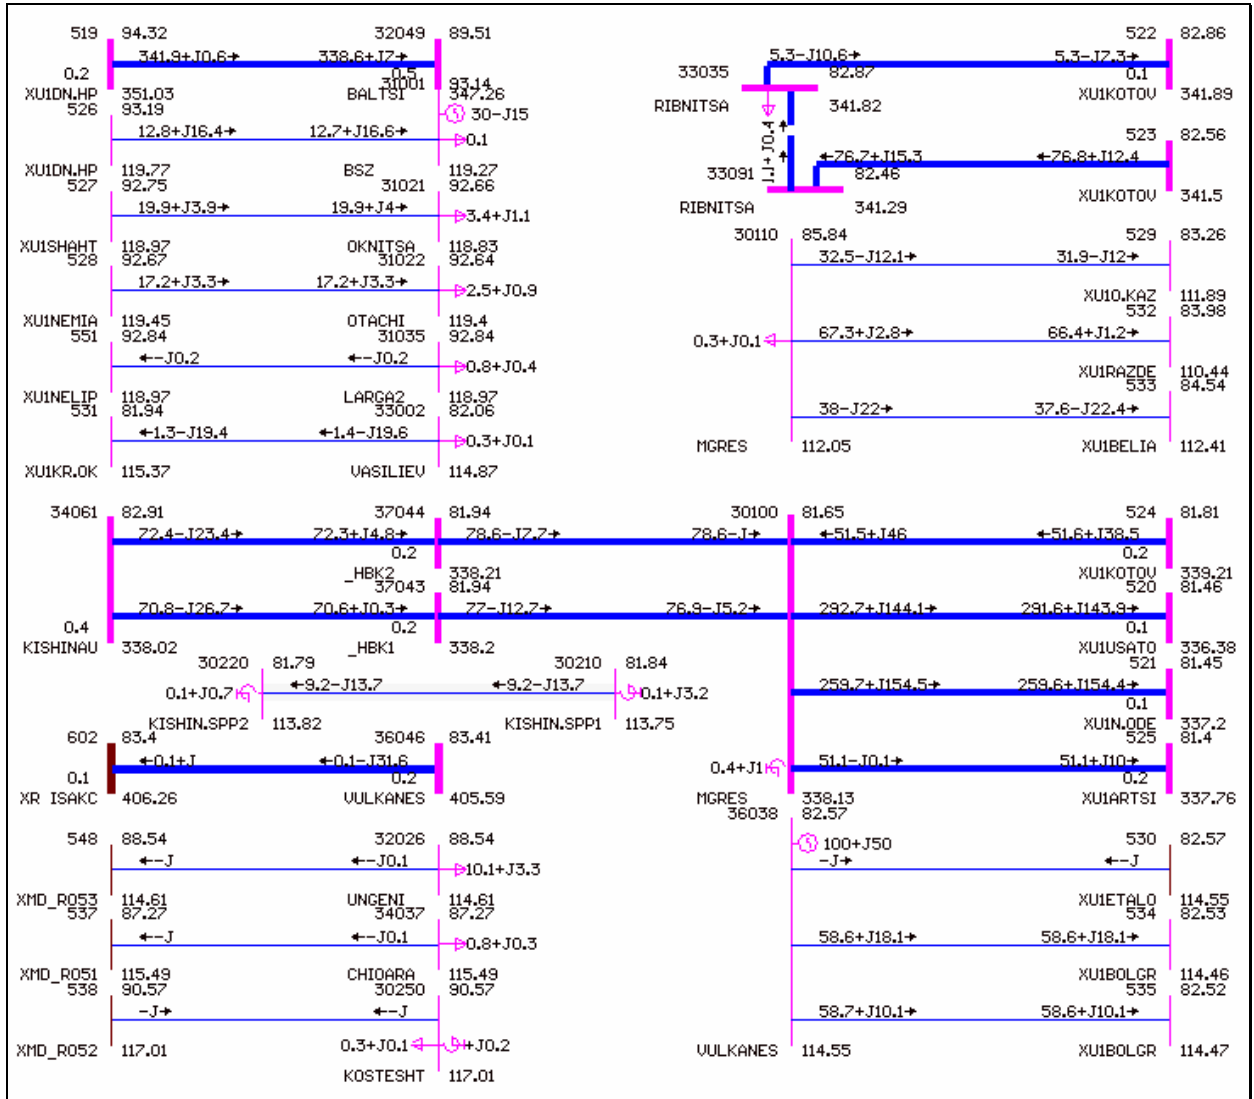 519 94.32 32049 89.51
341.9+J0.6 338.6+J7
0.2 0.5
31001 93.14
XU1DN.HP 351.03 BALTSI 347.26
526 93.19 30-J15
12.8+J16.4 12.7+J16.6 0.1
XU1DN.HP 119.77 BSZ 119.27
527 92.75 31021 92.66
19.9+J3.9 19.9+J4 3.4+J1.1
XU1SHAHT 118.97 OKNITSA 118.83
528 92.67 31022 92.64
17.2+J3.3 17.2+J3.3 2.5+J0.9
XU1NEMIA 119.45 OTACHI 119.4
551 92.84 31035 92.84
-J0.2 -J0.2 0.8+J0.4
XU1NELIP 118.97 LARGA2 118.97
531 81.94 33002 82.06
1.3-J19.4 1.4-J19.6 0.3+J0.1
XU1KR.OK 115.37 VASILIEV 114.87
522 82.86
5.3-J10.6 5.3-J7.3
33035 82.87 0.1
RIBNITSA 341.82 XU1KOTOV 341.89
523 82.56
76.7+J15.3 76.8+J12.4
33091 82.46
RIBNITSA 341.29 XU1KOTOV 341.5
30110 85.84 529 83.26
32.5-J12.1 31.9-J12
XU1O.KAZ 111.89
532 83.98
0.3+J0.1 67.3+J2.8 66.4+J1.2
XU1RAZDE 110.44
533 84.54
38-J22 37.6-J22.4
MGRES 112.05 XU1BELIA 112.41
34061 82.91 37044 81.94 30100 81.65 524 81.81
72.4-J23.4 72.3+J4.8 78.6-J7.7 78.6-J 51.5+J46 51.6+J38.5
0.2 0.2
_HBK2 338.21 XU1KOTOV 339.21
37043 81.94 520 81.46
70.8-J26.7 70.6+J0.3 77-J12.7 76.9-J5.2 292.7+J144.1 291.6+J143.9
0.4 0.2 0.1
KISHINAU 338.02 _HBK1 338.2 XU1USATO 336.38
30220 81.79 30210 81.84 521 81.45
0.1+J0.7 9.2-J13.7 9.2-J13.7 0.1+J3.2 259.7+J154.5 259.6+J154.4
0.1
KISHIN.SPP2 113.82 KISHIN.SPP1 113.75 XU1N.ODE 337.2
602 83.4 36046 83.41 525 81.4
0.1+J 0.1-J31.6 0.4+J1 51.1-J0.1 51.1+J10
0.1 0.2 0.2
XR ISAKC 406.26 VULKANES 405.59 MGRES 338.13 XU1ARTSI 337.76
36038 82.57
548 88.54 32026 88.54 100+J50 530 82.57
-J -J0.1 10.1+J3.3 -J -J
XMD_RO53 114.61 UNGENI 114.61 XU1ETALO 114.55
537 87.27 34037 87.27 534 82.53
-J -J0.1 0.8+J0.3 58.6+J18.1 58.6+J18.1
XMD_RO51 115.49 CHIOARA 115.49 XU1BOLGR 114.46
538 90.57 30250 90.57 535 82.52
-J -J 58.7+J10.1 58.6+J10.1
XMD_RO52 117.01 0.3+J0.1 +J0.2 VULKANES 114.55 XU1BOLGR 114.47
KOSTESHT 117.01